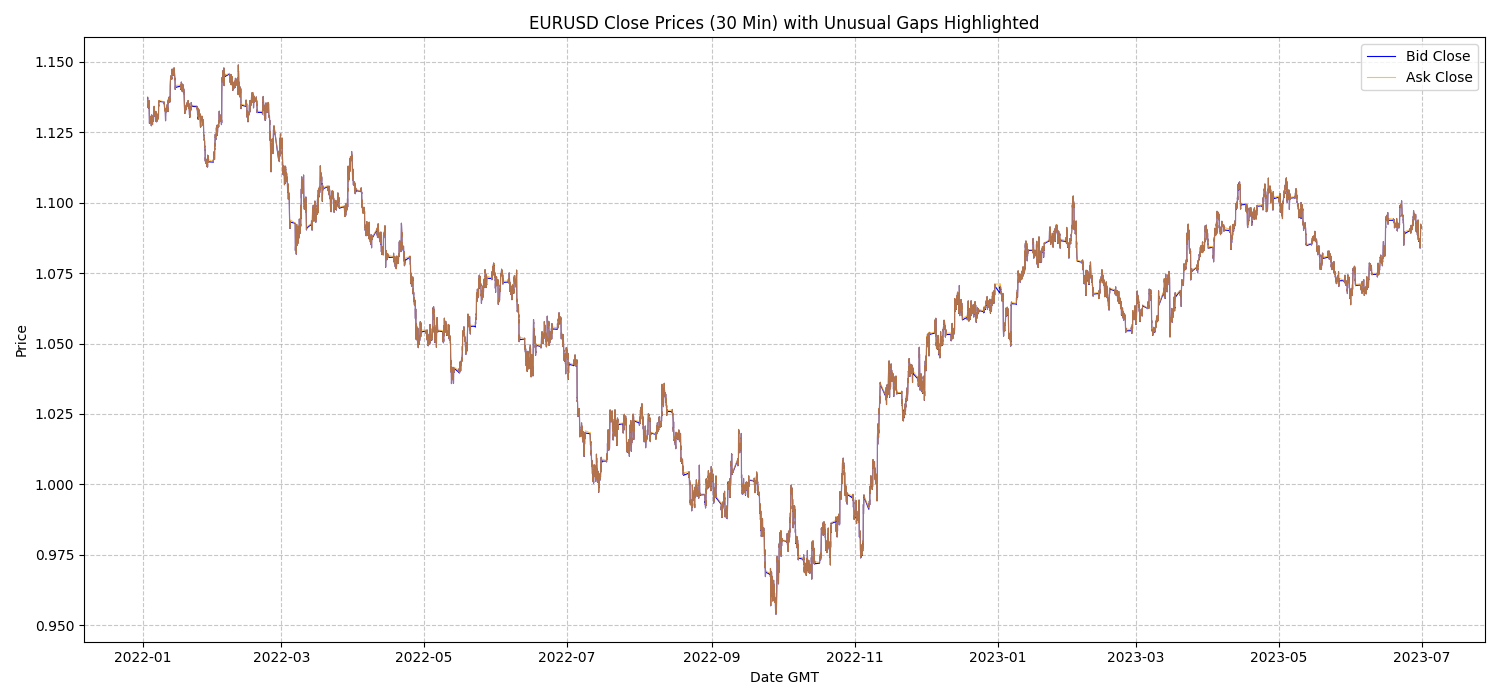 EURUSD Close Prices (30 Min) with Unusual Gaps Highlighted
Bid Close
Ask Close
Price
1.150
1.125
1.100
1.075
1.050
1.025
1.000
0.975
0.950
2022-01 2022-03 2022-05 2022-07 2022-09 2022-11 2023-01 2023-03 2023-05 2023-07
Date GMT